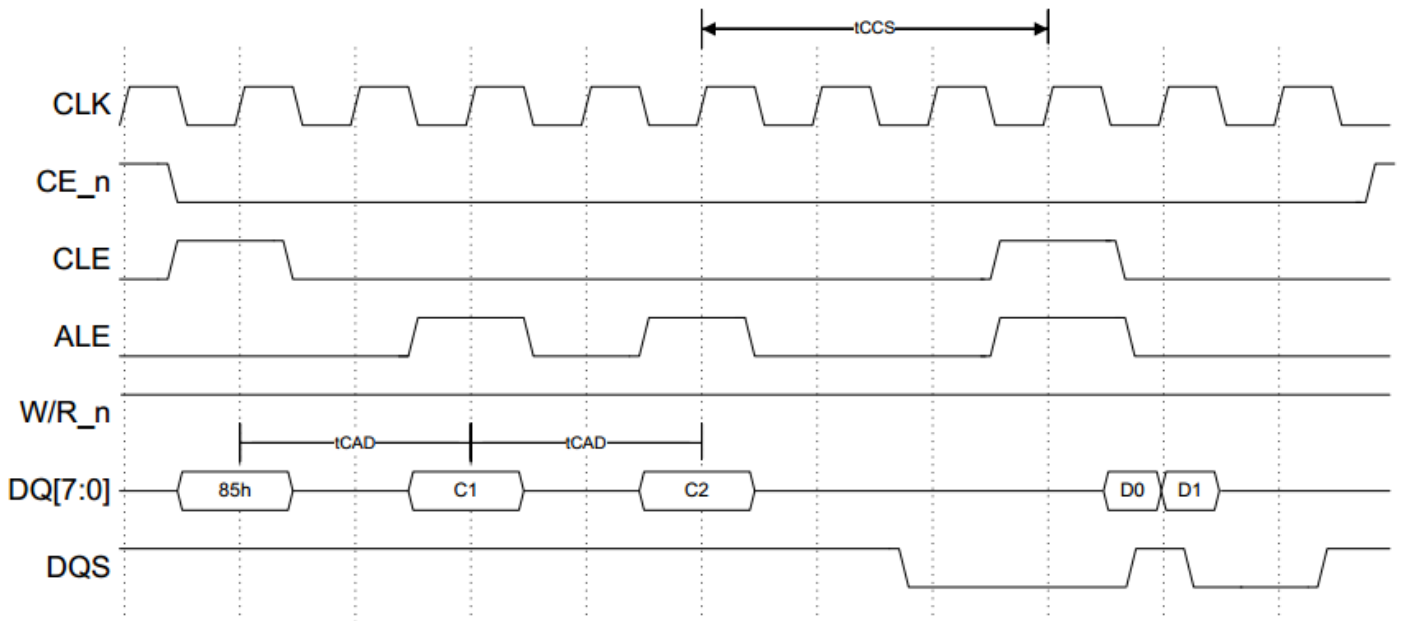 tCCS
CLK
CE_n
CLE
ALE
W/R_n
tCAD tCAD
DQ[7:0] 85h C1 C2 D0 D1
DQS